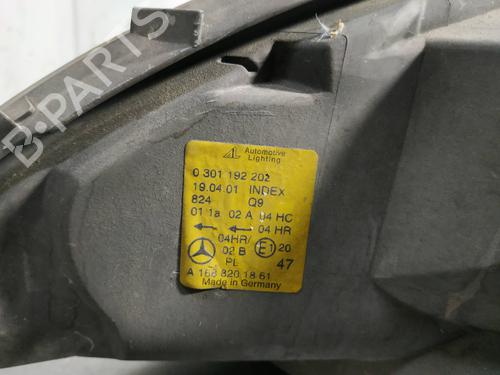 B-PARTS
Automotive
Lighting
0 301 192 202
19.04.01 INDEX
824 Q9
01 1a 02 A 04 HC
04 HR
04HR/ E1 20
02 B
PL 47
A 168 820 18 61
Made in Germany